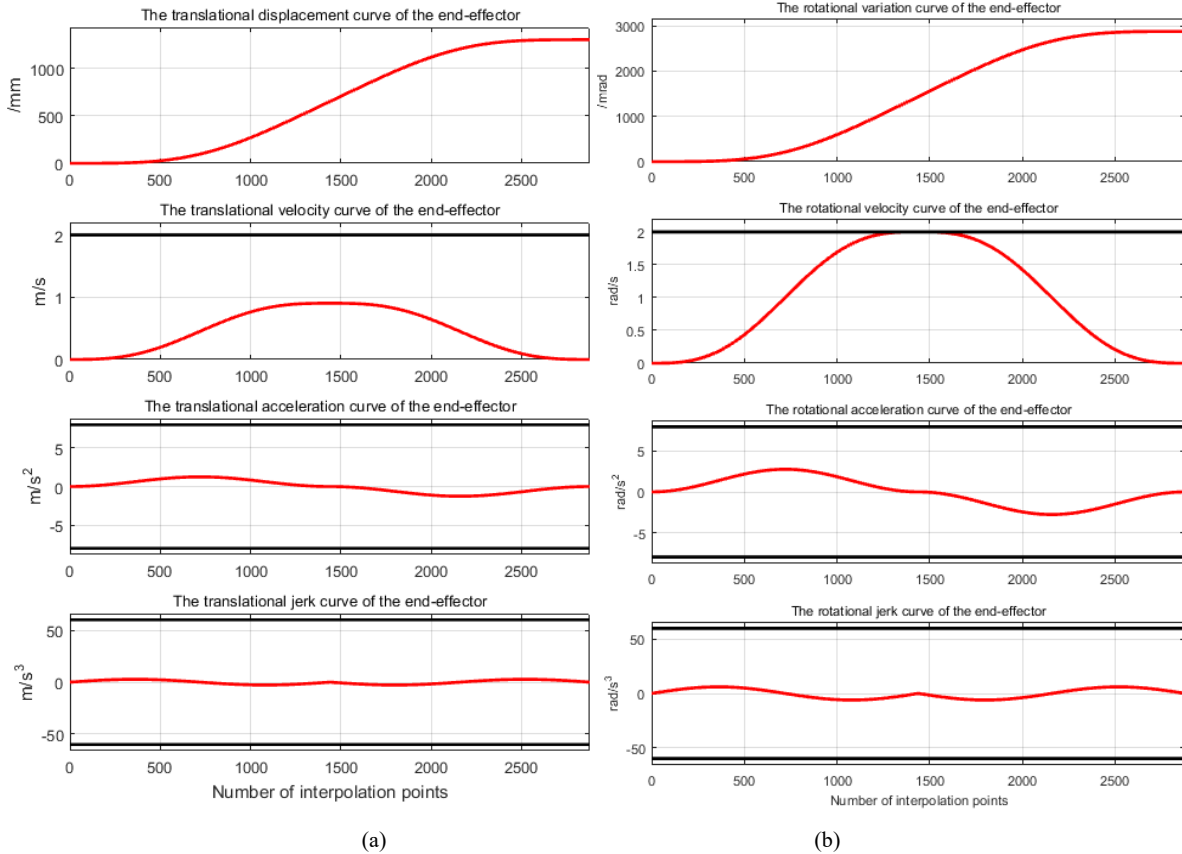 The translational displacement curve of the end-effector
/mm
1000
500
0
0 500 1000 1500 2000 2500
The translational velocity curve of the end-effector
m/s
2
1
0
0 500 1000 1500 2000 2500
The translational acceleration curve of the end-effector
m/s²
5
0
-5
0 500 1000 1500 2000 2500
The translational jerk curve of the end-effector
m/s³
50
0
-50
0 500 1000 1500 2000 2500
Number of interpolation points
(a)
The rotational variation curve of the end-effector
/mrad
3000
2000
1000
0
0 500 1000 1500 2000 2500
The rotational velocity curve of the end-effector
rad/s
2
1.5
1
0.5
0
0 500 1000 1500 2000 2500
The rotational acceleration curve of the end-effector
rad/s²
5
0
-5
0 500 1000 1500 2000 2500
The rotational jerk curve of the end-effector
rad/s³
50
0
-50
0 500 1000 1500 2000 2500
Number of interpolation points
(b)